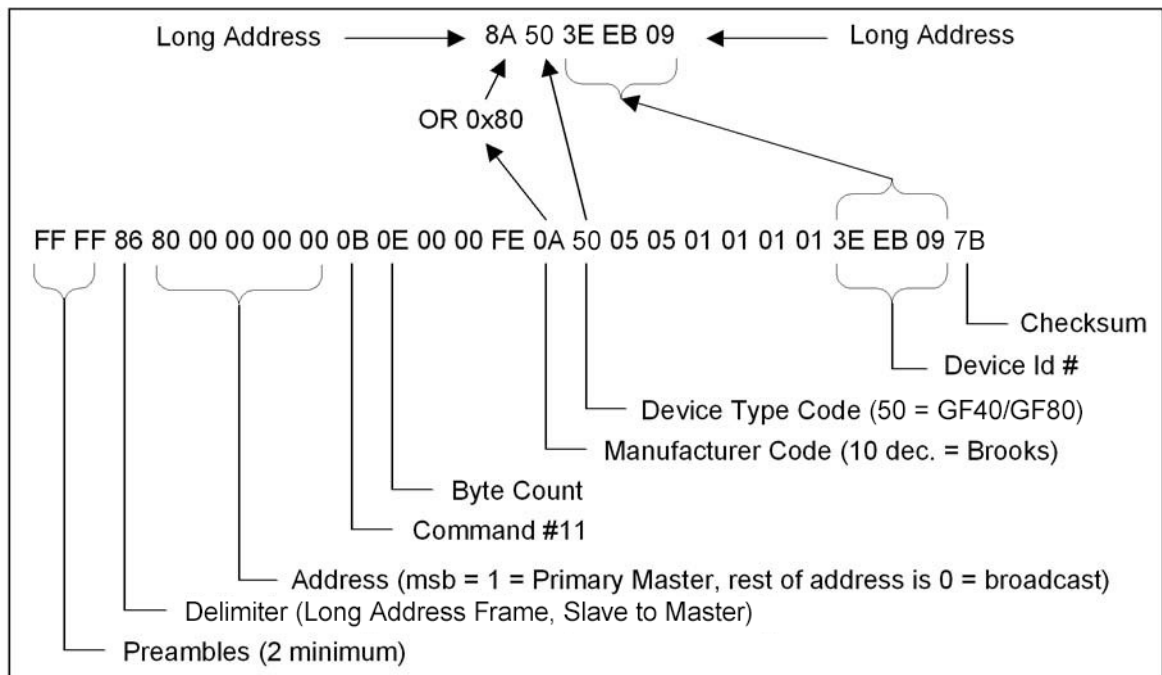 Long Address 8A 50 3E EB 09 Long Address
OR 0x80
FF FF 86 80 00 00 00 00 0B 0E 00 00 FE 0A 50 05 05 01 01 01 01 3E EB 09 7B
Checksum
Device Id #
Device Type Code (50 = GF40/GF80)
Manufacturer Code (10 dec. = Brooks)
Byte Count
Command #11
Address (msb = 1 = Primary Master, rest of address is 0 = broadcast)
Delimiter (Long Address Frame, Slave to Master)
Preambles (2 minimum)